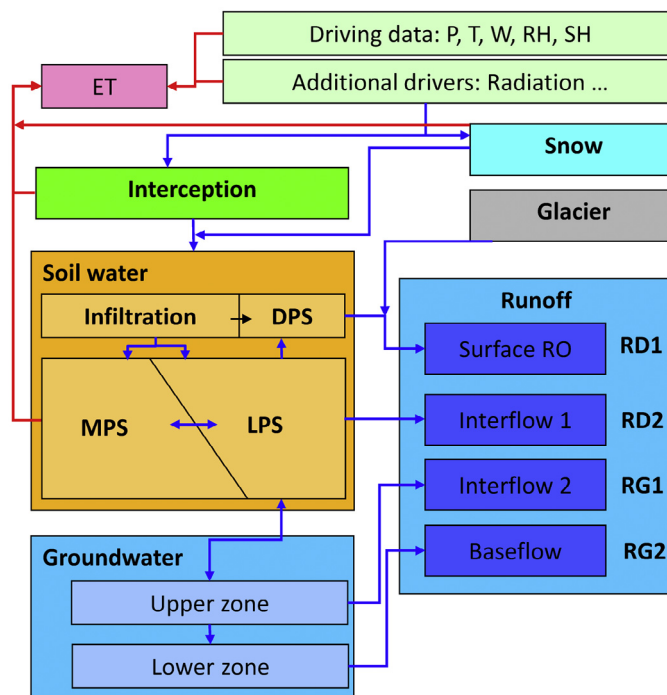 Driving data: P, T, W, RH, SH
Additional drivers: Radiation ...
ET
Snow
Interception
Glacier
Soil water
Infiltration
DPS
MPS
LPS
Runoff
Surface RO
RD1
Interflow 1
RD2
Interflow 2
RG1
Baseflow
RG2
Groundwater
Upper zone
Lower zone